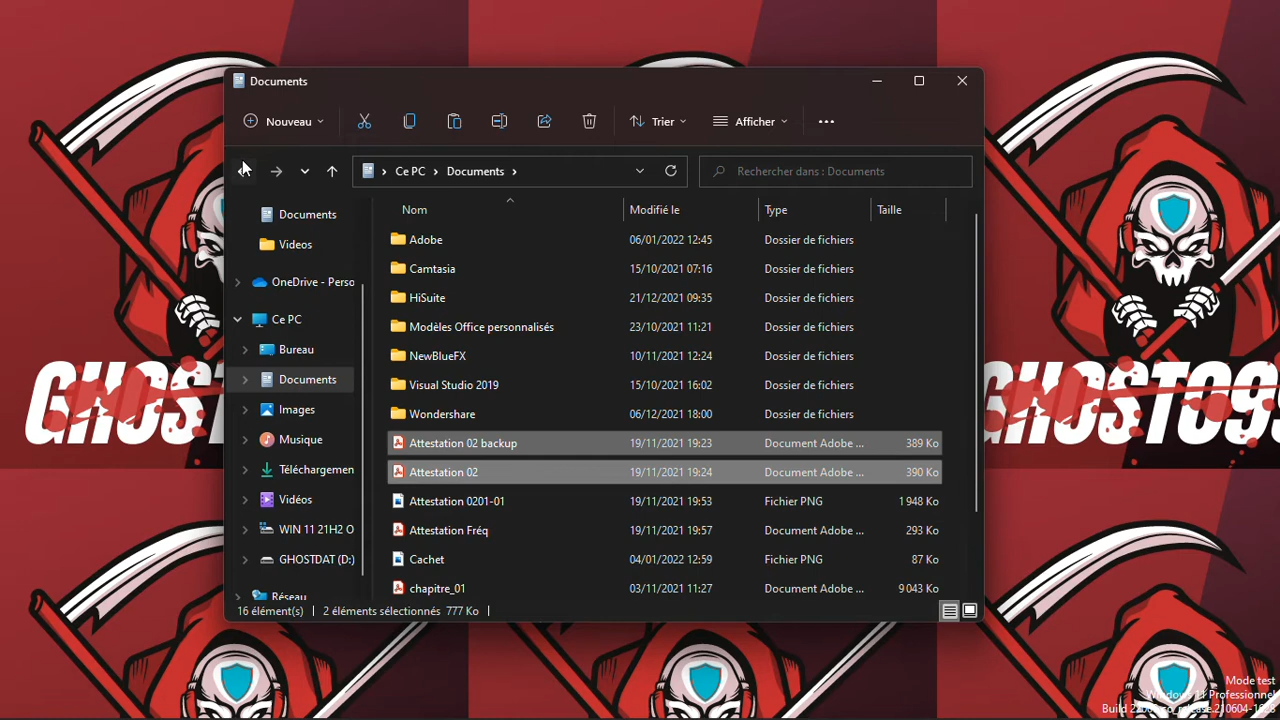 Documents
Nouveau
Trier
Afficher
Ce PC
Documents
Rechercher dans : Documents
Nom
Modifié le
Type
Taille
Documents
Videos
OneDrive - Perso
Ce PC
Bureau
Documents
Images
Musique
Téléchargemen
Vidéos
WIN 11 21H2 O
GHOSTDAT (D:)
Réseau
Adobe 06/01/2022 12:45 Dossier de fichiers
Camtasia 15/10/2021 07:16 Dossier de fichiers
HiSuite 21/12/2021 09:35 Dossier de fichiers
Modèles Office personnalisés 23/10/2021 11:21 Dossier de fichiers
NewBlueFX 10/11/2021 12:24 Dossier de fichiers
Visual Studio 2019 15/10/2021 16:02 Dossier de fichiers
Wondershare 06/12/2021 18:00 Dossier de fichiers
Attestation 02 backup 19/11/2021 19:23 Document Adobe ... 389 Ko
Attestation 02 19/11/2021 19:24 Document Adobe ... 390 Ko
Attestation 0201-01 19/11/2021 19:53 Fichier PNG 1 948 Ko
Attestation Fréq 19/11/2021 19:57 Document Adobe ... 293 Ko
Cachet 04/01/2022 12:59 Fichier PNG 87 Ko
chapitre_01 03/11/2021 11:27 Document Adobe ... 9 043 Ko
16 élément(s) 2 éléments sélectionnés 777 Ko
GHOST
GHOST09
Mode test
Windows 11 Professionnel
Build